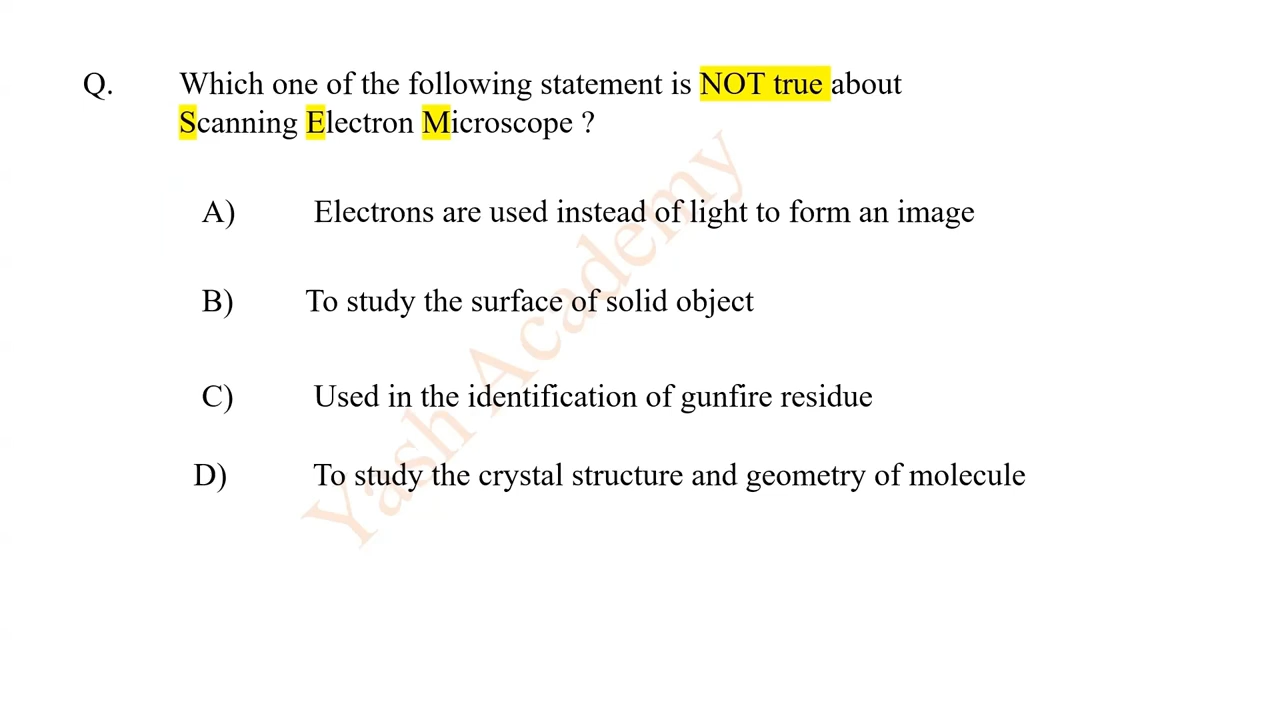 Q. Which one of the following statement is NOT true about
Scanning Electron Microscope ?
A) Electrons are used instead of light to form an image
B) To study the surface of solid object
C) Used in the identification of gunfire residue
D) To study the crystal structure and geometry of molecule
Yash Academy